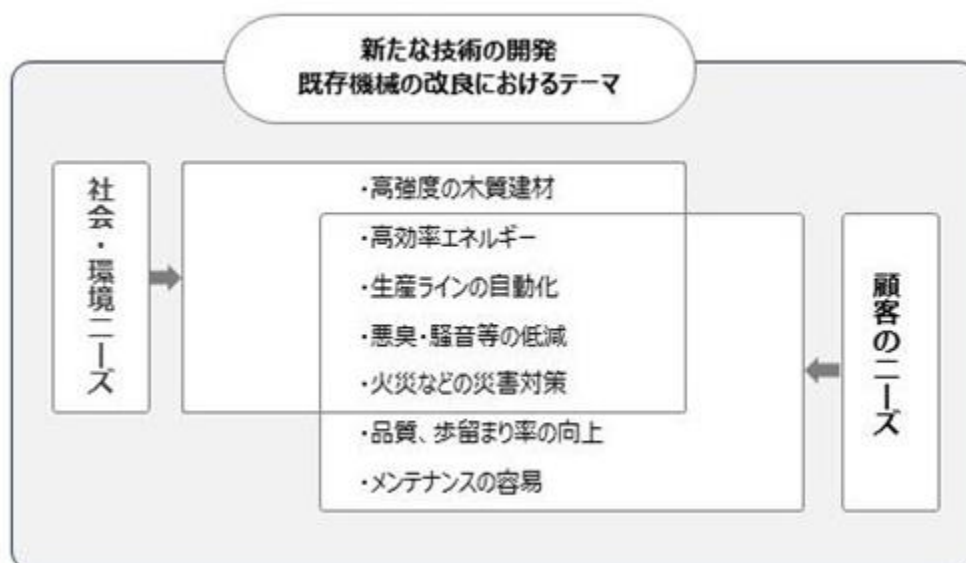 新たな技術の開発
既存機械の改良におけるテーマ
社会・環境ニーズ
・高強度の木質建材
・高効率エネルギー
・生産ラインの自動化
・悪臭・騒音等の低減
・火災などの災害対策
・品質、歩留まり率の向上
・メンテナンスの容易
顧客のニーズ